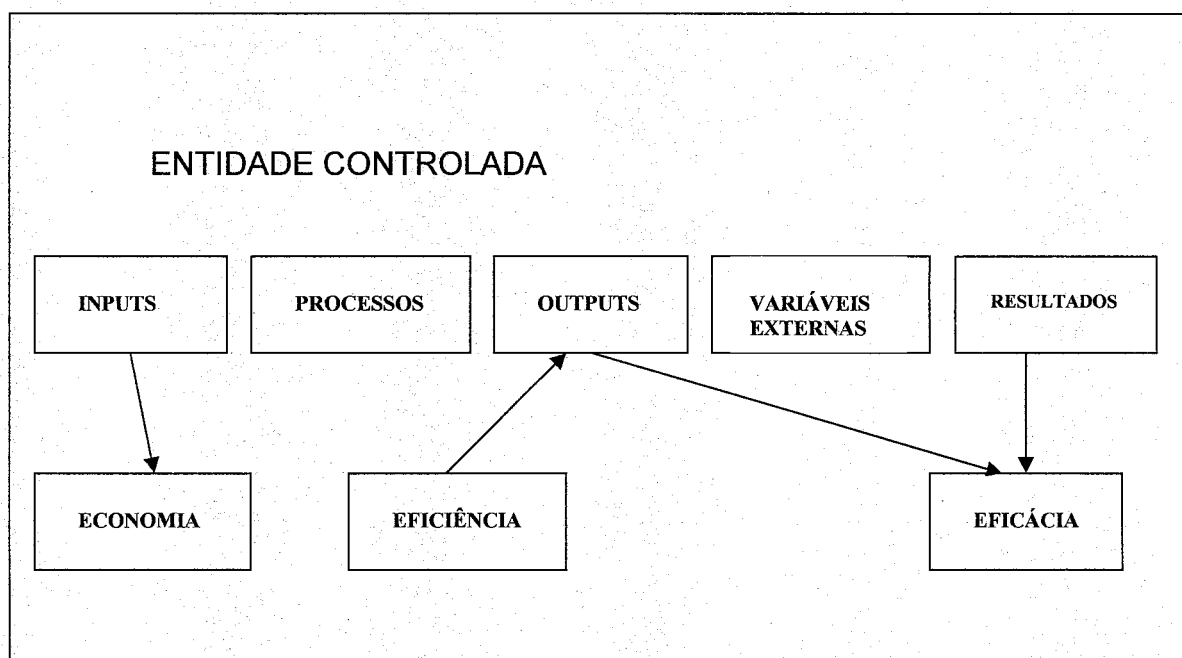 ENTIDADE CONTROLADA
INPUTS
PROCESSOS
OUTPUTS
VARIÁVEIS
EXTERNAS
RESULTADOS
ECONOMIA
EFICIÊNCIA
EFICÁCIA